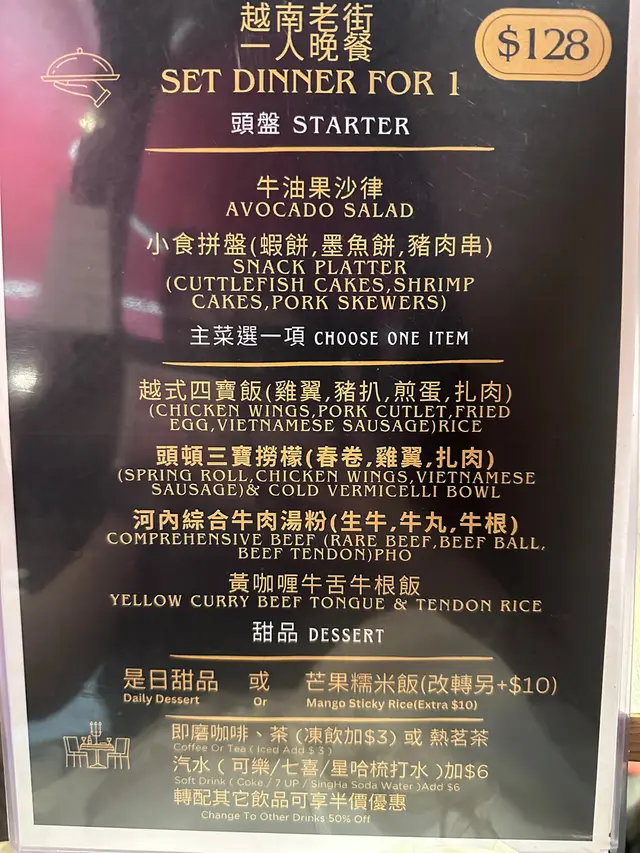 越南老街
一人晚餐
$128
SET DINNER FOR 1
頭盤 STARTER
牛油果沙律
AVOCADO SALAD
小食拼盤(蝦餅,墨魚餅,豬肉串)
SNACK PLATTER
(CUTTLEFISH CAKES,SHRIMP
CAKES,PORK SKEWERS)
主菜選一項 CHOOSE ONE ITEM
越式四寶飯(雞翼,豬扒,煎蛋,扎肉)
(CHICKEN WINGS,PORK CUTLET,FRIED
EGG,VIETNAMESE SAUSAGE)RICE
頭頓三寶撈檬(春卷,雞翼,扎肉)
(SPRING ROLL,CHICKEN WINGS,VIETNAMESE
SAUSAGE)& COLD VERMICELLI BOWL
河內綜合牛肉湯粉(生牛,牛丸,牛根)
COMPREHENSIVE BEEF (RARE BEEF,BEEF BALL,
BEEF TENDON)PHO
黃咖喱牛舌牛根飯
YELLOW CURRY BEEF TONGUE & TENDON RICE
甜品 DESSERT
是日甜品 或 芒果糯米飯(改轉另+$10)
Daily Dessert Or Mango Sticky Rice(Extra $10)
即磨咖啡、茶 (凍飲加$3) 或 熱茗茶
Coffee Or Tea ( Iced Add $ 3 )
汽水 ( 可樂/七喜/星哈梳打水 )加$6
Soft Drink ( Coke / 7 UP / SingHa Soda Water )Add $6
轉配其它飲品可享半價優惠
Change To Other Drinks 50% Off